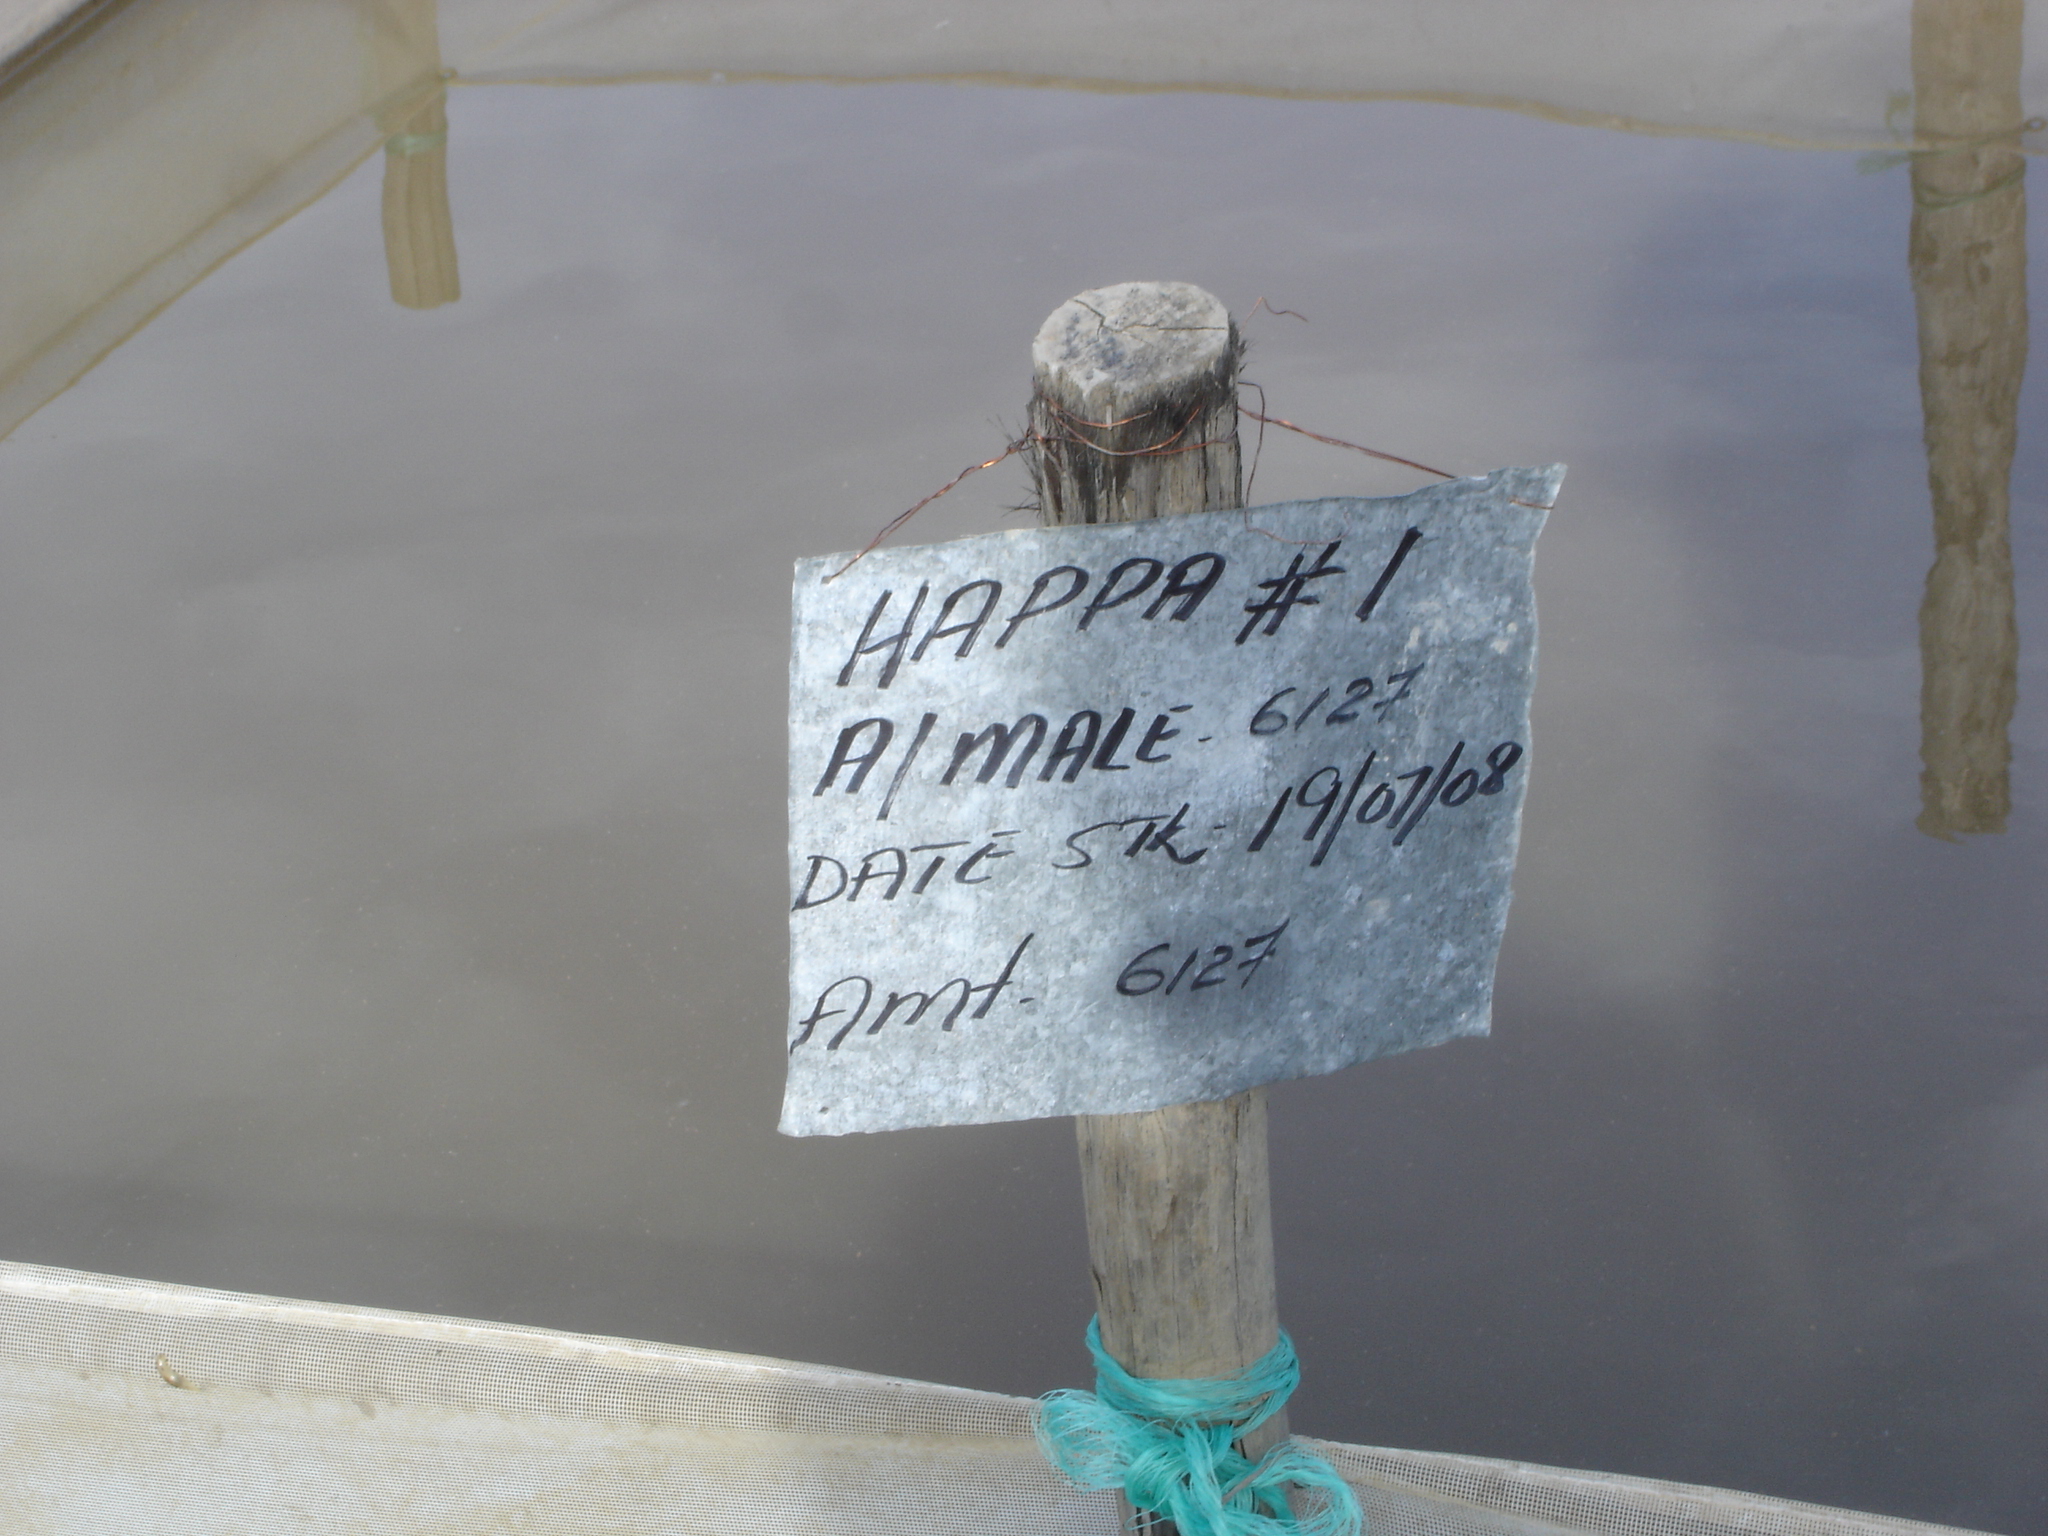 HAPPA #1
A/MALE - 6127
DATE STK - 19/07/08
Amt - 6127